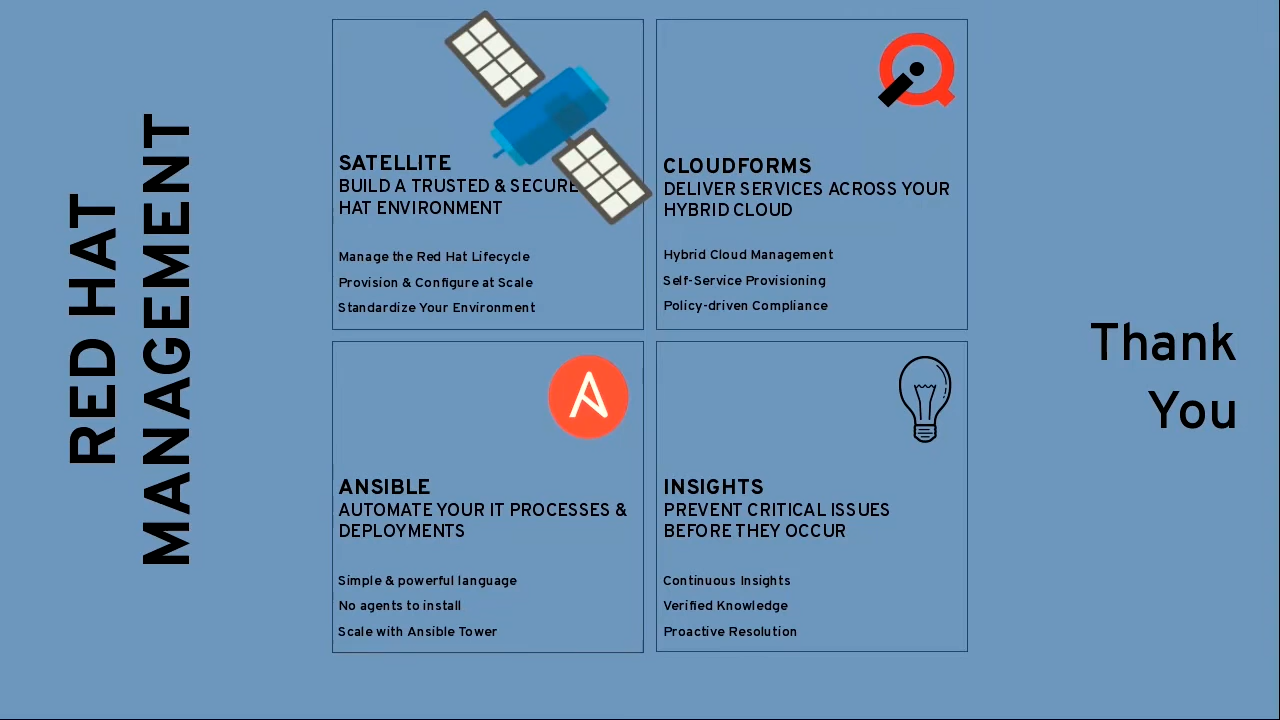 RED HAT
MANAGEMENT
SATELLITE
BUILD A TRUSTED & SECURE
HAT ENVIRONMENT
Manage the Red Hat Lifecycle
Provision & Configure at Scale
Standardize Your Environment
CLOUDFORMS
DELIVER SERVICES ACROSS YOUR
HYBRID CLOUD
Hybrid Cloud Management
Self-Service Provisioning
Policy-driven Compliance
ANSIBLE
AUTOMATE YOUR IT PROCESSES &
DEPLOYMENTS
Simple & powerful language
No agents to install
Scale with Ansible Tower
INSIGHTS
PREVENT CRITICAL ISSUES
BEFORE THEY OCCUR
Continuous Insights
Verified Knowledge
Proactive Resolution
Thank
You